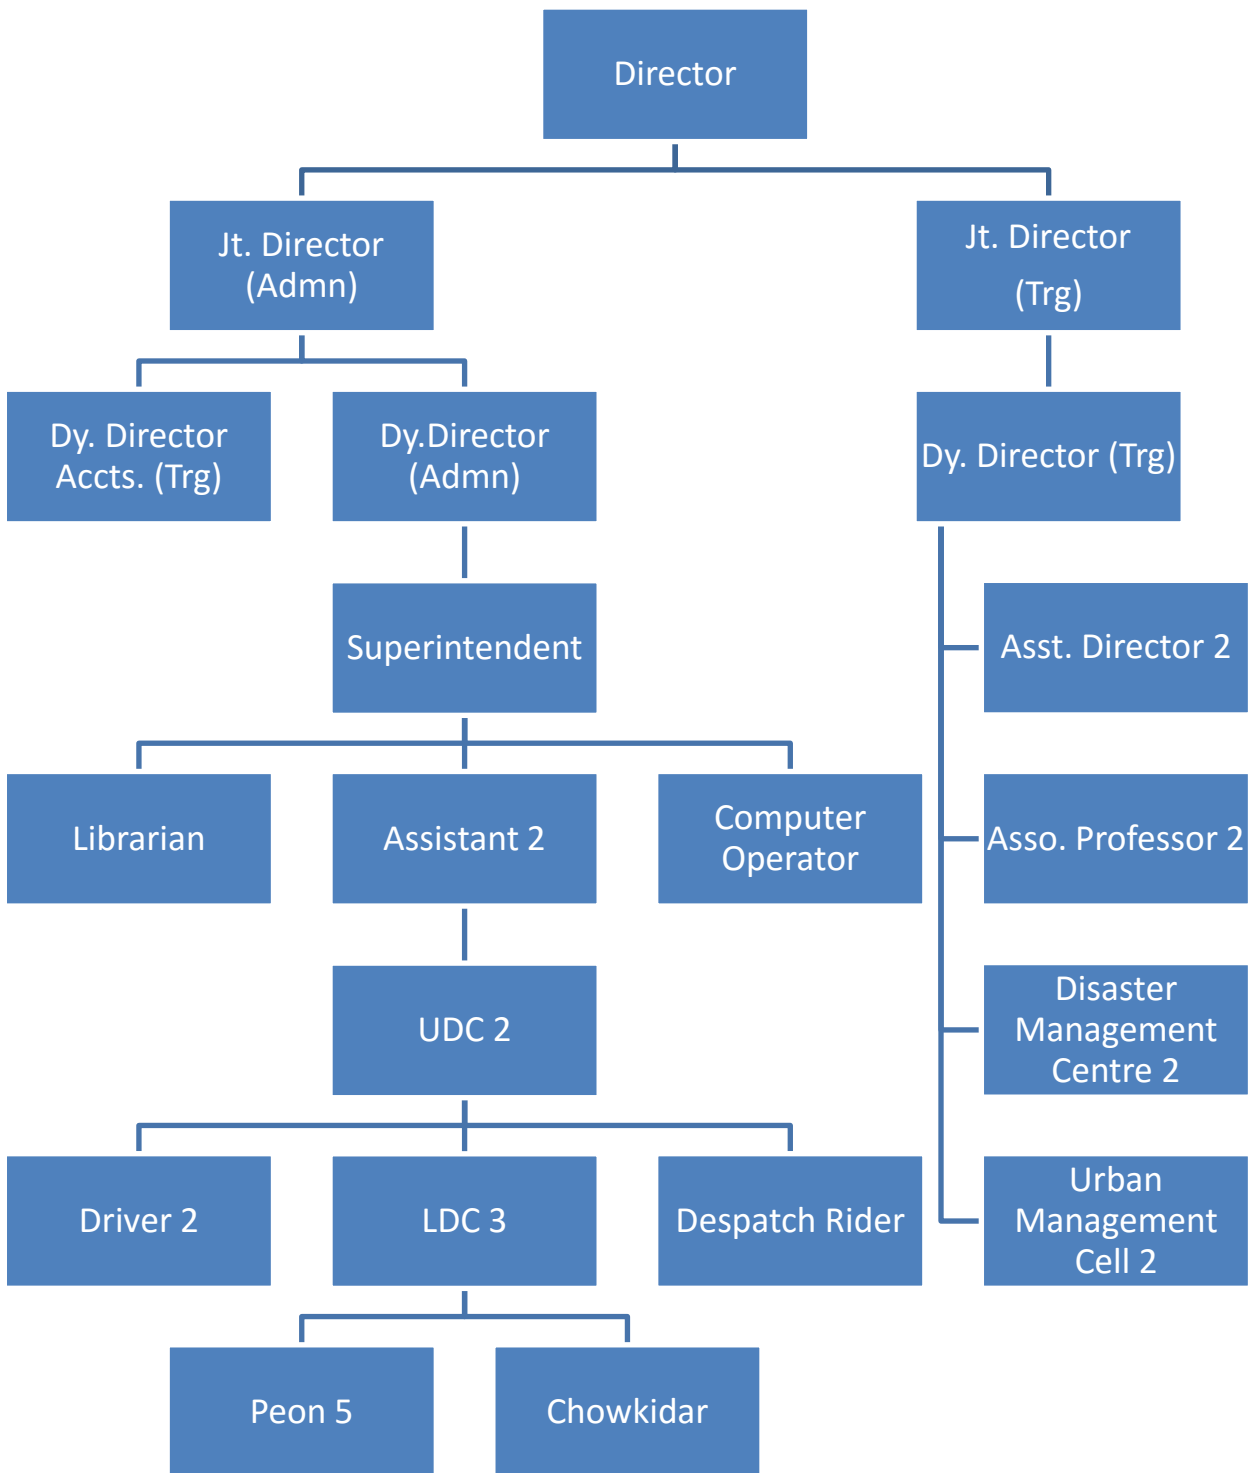 Director
Jt. Director
(Admn)
Jt. Director
(Trg)
Dy. Director
Accts. (Trg)
Dy.Director
(Admn)
Dy. Director (Trg)
Superintendent
Asst. Director 2
Librarian
Assistant 2
Computer
Operator
Asso. Professor 2
UDC 2
Disaster
Management
Centre 2
Driver 2
LDC 3
Despatch Rider
Urban
Management
Cell 2
Peon 5
Chowkidar